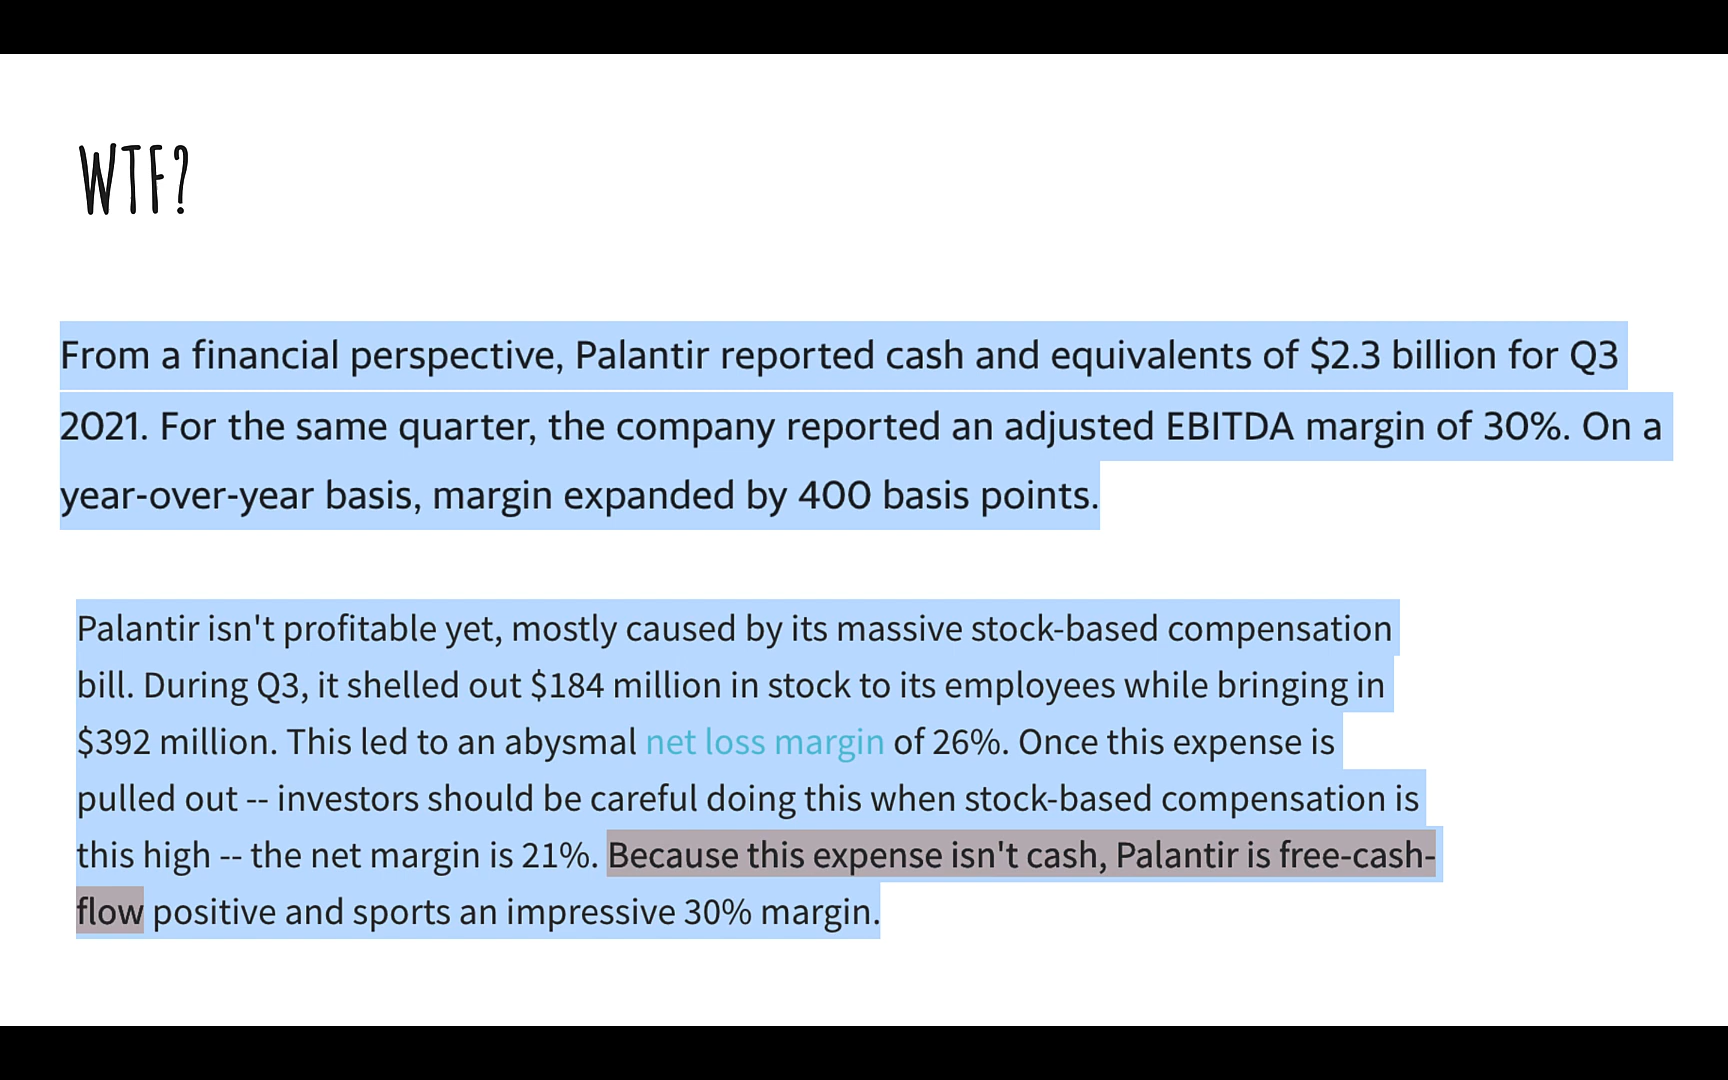 WTF?
From a financial perspective, Palantir reported cash and equivalents of $2.3 billion for Q3
2021. For the same quarter, the company reported an adjusted EBITDA margin of 30%. On a
year-over-year basis, margin expanded by 400 basis points.
Palantir isn't profitable yet, mostly caused by its massive stock-based compensation
bill. During Q3, it shelled out $184 million in stock to its employees while bringing in
$392 million. This led to an abysmal net loss margin of 26%. Once this expense is
pulled out -- investors should be careful doing this when stock-based compensation is
this high -- the net margin is 21%. Because this expense isn't cash, Palantir is free-cash-
flow positive and sports an impressive 30% margin.